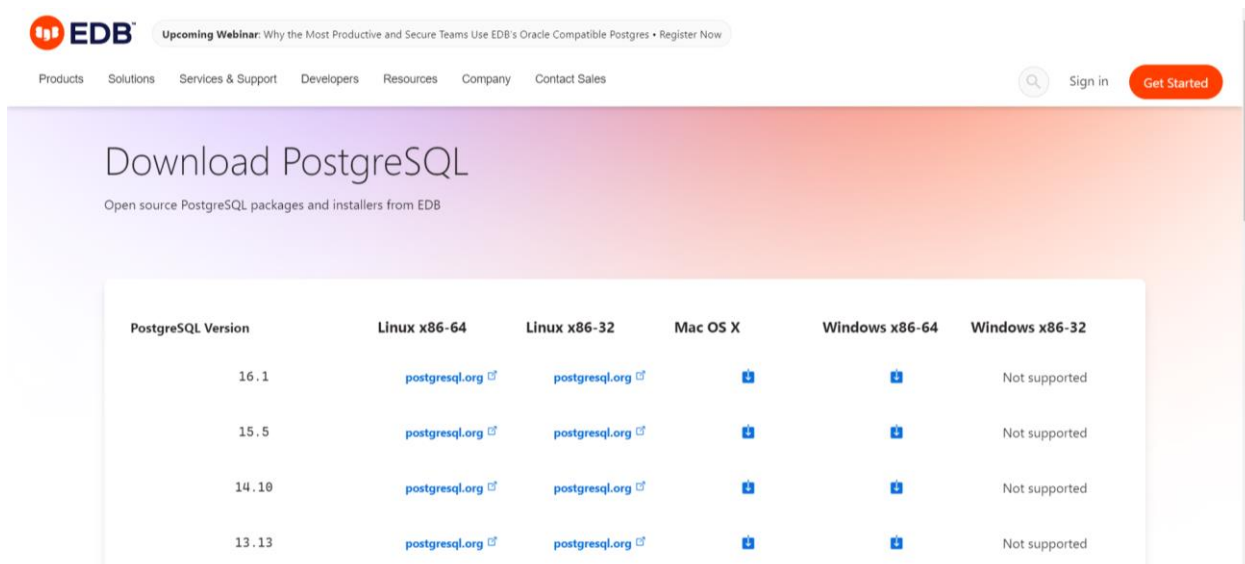 EDB™
Upcoming Webinar: Why the Most Productive and Secure Teams Use EDB's Oracle Compatible Postgres • Register Now
Products Solutions Services & Support Developers Resources Company Contact Sales Sign in Get Started
Download PostgreSQL
Open source PostgreSQL packages and installers from EDB
PostgreSQL Version Linux x86-64 Linux x86-32 Mac OS X Windows x86-64 Windows x86-32
16.1 postgresql.org postgresql.org Not supported
15.5 postgresql.org postgresql.org Not supported
14.10 postgresql.org postgresql.org Not supported
13.13 postgresql.org postgresql.org Not supported